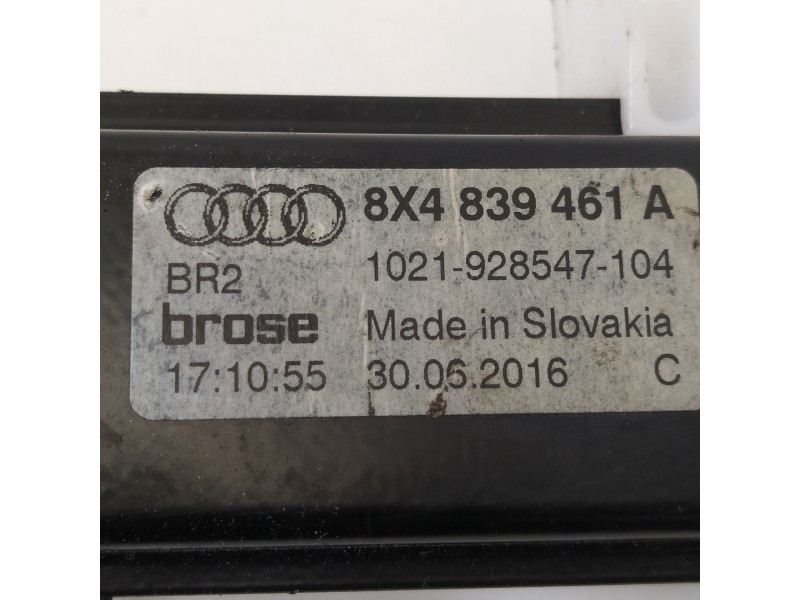 8X4 839 461 A
BR2 1021-928547-104
brose Made in Slovakia
17:10:55 30.06.2016 C